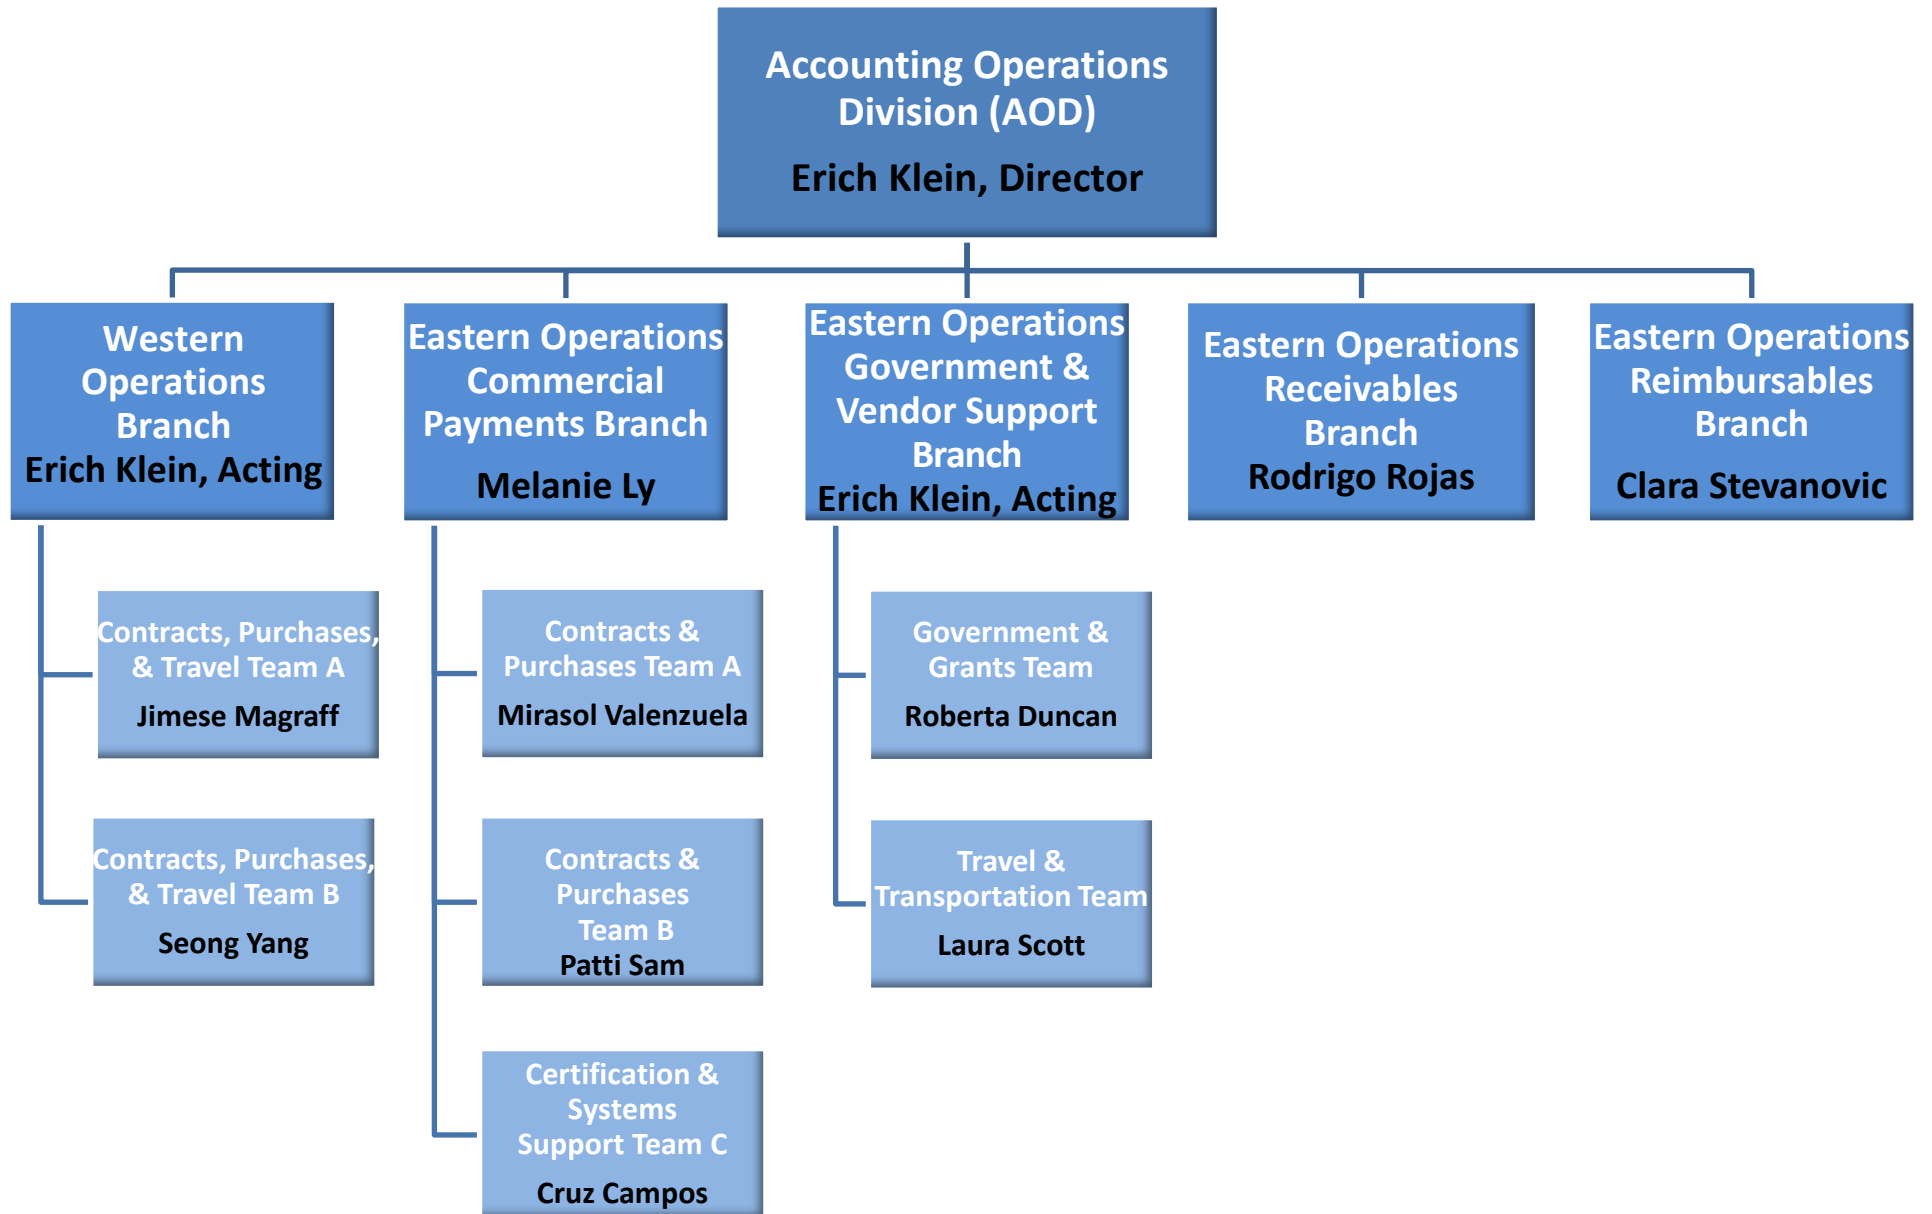 Accounting Operations
Division (AOD)
Erich Klein, Director
Western
Operations
Branch
Erich Klein, Acting
Eastern Operations
Commercial
Payments Branch
Melanie Ly
Eastern Operations
Government &
Vendor Support
Branch
Erich Klein, Acting
Eastern Operations
Receivables
Branch
Rodrigo Rojas
Eastern Operations
Reimbursables
Branch
Clara Stevanovic
Contracts, Purchases,
& Travel Team A
Jimese Magraff
Contracts, Purchases,
& Travel Team B
Seong Yang
Contracts &
Purchases Team A
Mirasol Valenzuela
Contracts &
Purchases
Team B
Patti Sam
Certification &
Systems
Support Team C
Cruz Campos
Government &
Grants Team
Roberta Duncan
Travel &
Transportation Team
Laura Scott